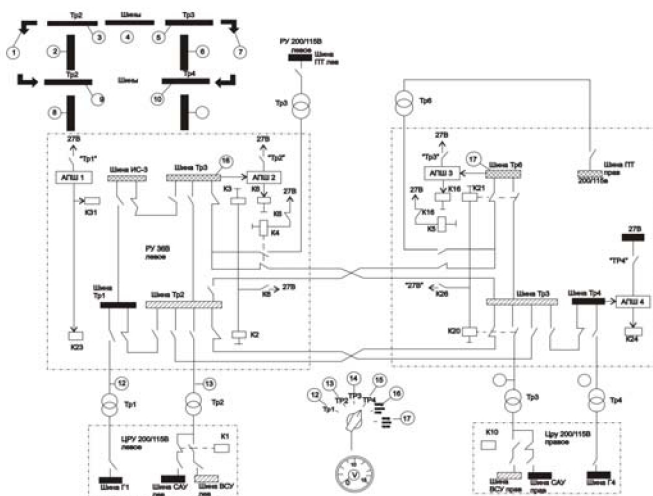 Тр2 Шины Тр3
1 3 4 5 7
2 6
Тр2 Шины Тр4
9 10
8
РУ 200/115В
левое
Шина
ПТ лев
Тр3
Тр6
Шина
ПТ
прав
200/115в
27В
"Тр1"
АПШ 1
К31
Шина ИС-3
Шина Тр3
16
27В
"Тр2"
АПШ 2
К3
К6
27В
К6
К4
РУ 36В
левое
К6 27В
Шина
Тр1
Шина Тр2
К23
К2
27В
"Тр3"
АПШ 3
17
Шина Тр6
К16 К21
27В
К16
К5
"27В"
К26
27В
"ТР4"
Шина Тр3
Шина Тр4
АПШ 4
К20
К24
12
13
Тр1
Тр2
Тр3
Тр4
ЦРУ 200/115В
левое
К1
Шина Г1
Шина САУ
лев
Шина ВСУ
лев
12 13 14 15 16 17
Тр1 ТР2 ТР3 ТР4
V
К10
Цру 200/115В
правое
Шина
ВСУ прав
Шина САУ
прав
Шина Г4